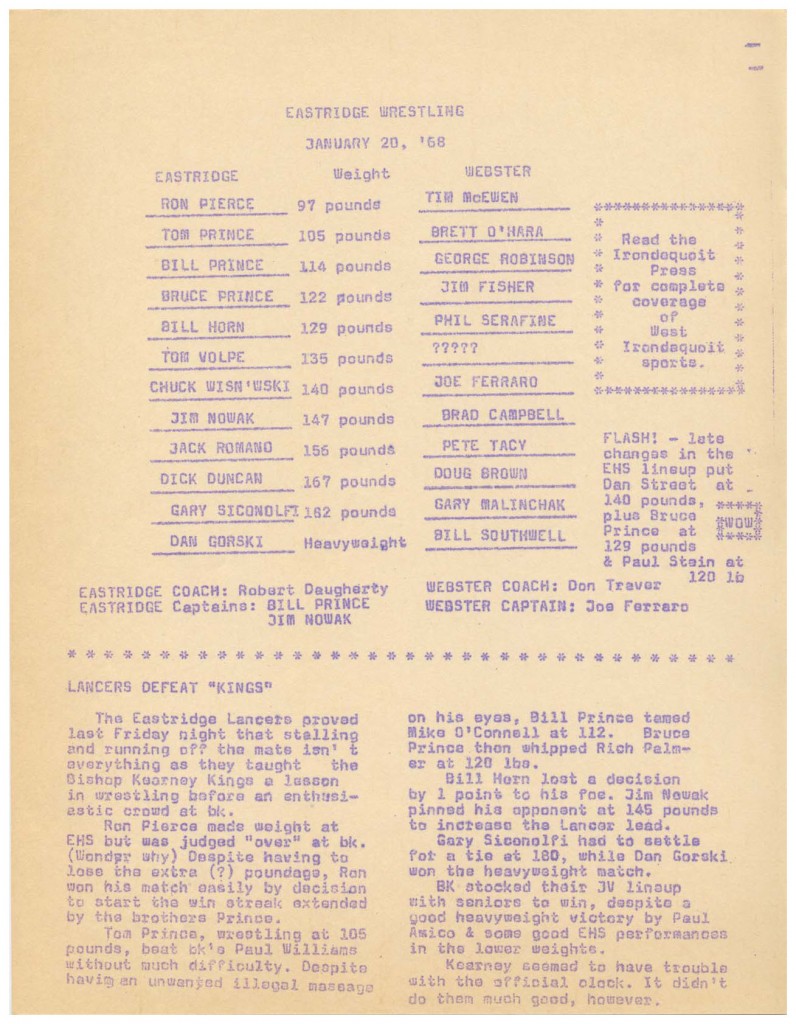 EASTRIDGE WRESTLING
JANUARY 20, '68
EASTRIDGE Weight WEBSTER
RON PIERCE 97 pounds TIM McEWEN
TOM PRINCE 105 pounds BRETT O'HARA
BILL PRINCE 114 pounds GEORGE ROBINSON
BRUCE PRINCE 122 pounds JIM FISHER
BILL HORN 129 pounds PHIL SERAFINE
TOM VOLPE 135 pounds ?????
CHUCK WISN'WSKI 140 pounds JOE FERRARO
JIM NOWAK 147 pounds BRAD CAMPBELL
JACK ROMANO 156 pounds PETE TACY
DICK DUNCAN 167 pounds DOUG BROWN
GARY SICONOLFI 182 pounds GARY MALINCHAK
DAN GORSKI Heavyweight BILL SOUTHWELL
*******************
Read the
Irondequoit
Press
for complete
coverage
of
West
Irondequoit
sports.
*******************
FLASH! - late
changes in the
EHS lineup put
Dan Street at
140 pounds,
plus Bruce
Prince at
129 pounds
& Paul Stein at
120 lb
*****
*WOW*
*****
EASTRIDGE COACH: Robert Daugherty
EASTRIDGE Captains: BILL PRINCE
JIM NOWAK
WEBSTER COACH: Don Traver
WEBSTER CAPTAIN: Joe Ferraro
* * * * * * * * * * * * * * * * * * * * * * * * * * * * * * * * * * * * *
LANCERS DEFEAT "KINGS"
The Eastridge Lancers proved
last Friday night that stalling
and running off the mats isn' t
everything as they taught the
Bishop Kearney Kings a lesson
in wrestling before an enthusi-
astic crowd at bk.
Ron Pierce made weight at
EHS but was judged "over" at bk.
(Wonder why) Despite having to
lose the extra (?) poundage, Ron
won his match easily by decision
to start the win streak extended
by the brothers Prince.
Tom Prince, wrestling at 105
pounds, beat bk's Paul Williams
without much difficulty. Despite
havimg an unwanted illegal massage
on his eyes, Bill Prince tamed
Mike O'Connell at 112. Bruce
Prince then whipped Rich Palm-
er at 120 lbs.
Bill Horn lost a decision
by 1 point to his foe. Jim Nowak
pinned his opponent at 145 pounds
to increase the Lancer lead.
Gary Siconolfi had to settle
for a tie at 180, while Dan Gorski
won the heavyweight match.
BK stocked their JV lineup
with seniors to win, despite a
good heavyweight victory by Paul
Amico & some good EHS performances
in the lower weights.
Kearney seemed to have trouble
with the official clock. It didn't
do them much good, however.